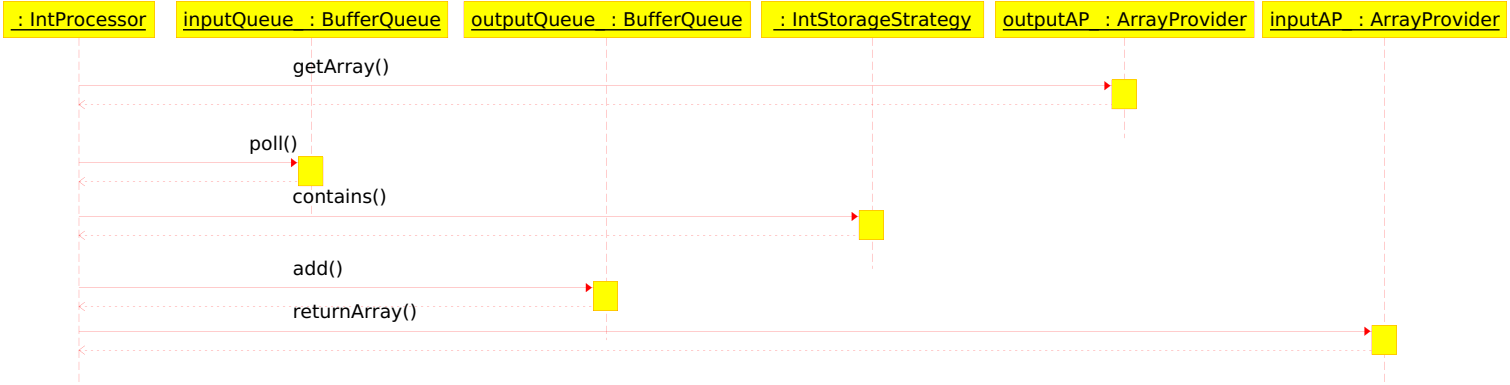 : IntProcessor
inputQueue_ : BufferQueue
outputQueue_ : BufferQueue
: IntStorageStrategy
outputAP_ : ArrayProvider
inputAP_ : ArrayProvider
getArray()
poll()
contains()
add()
returnArray()